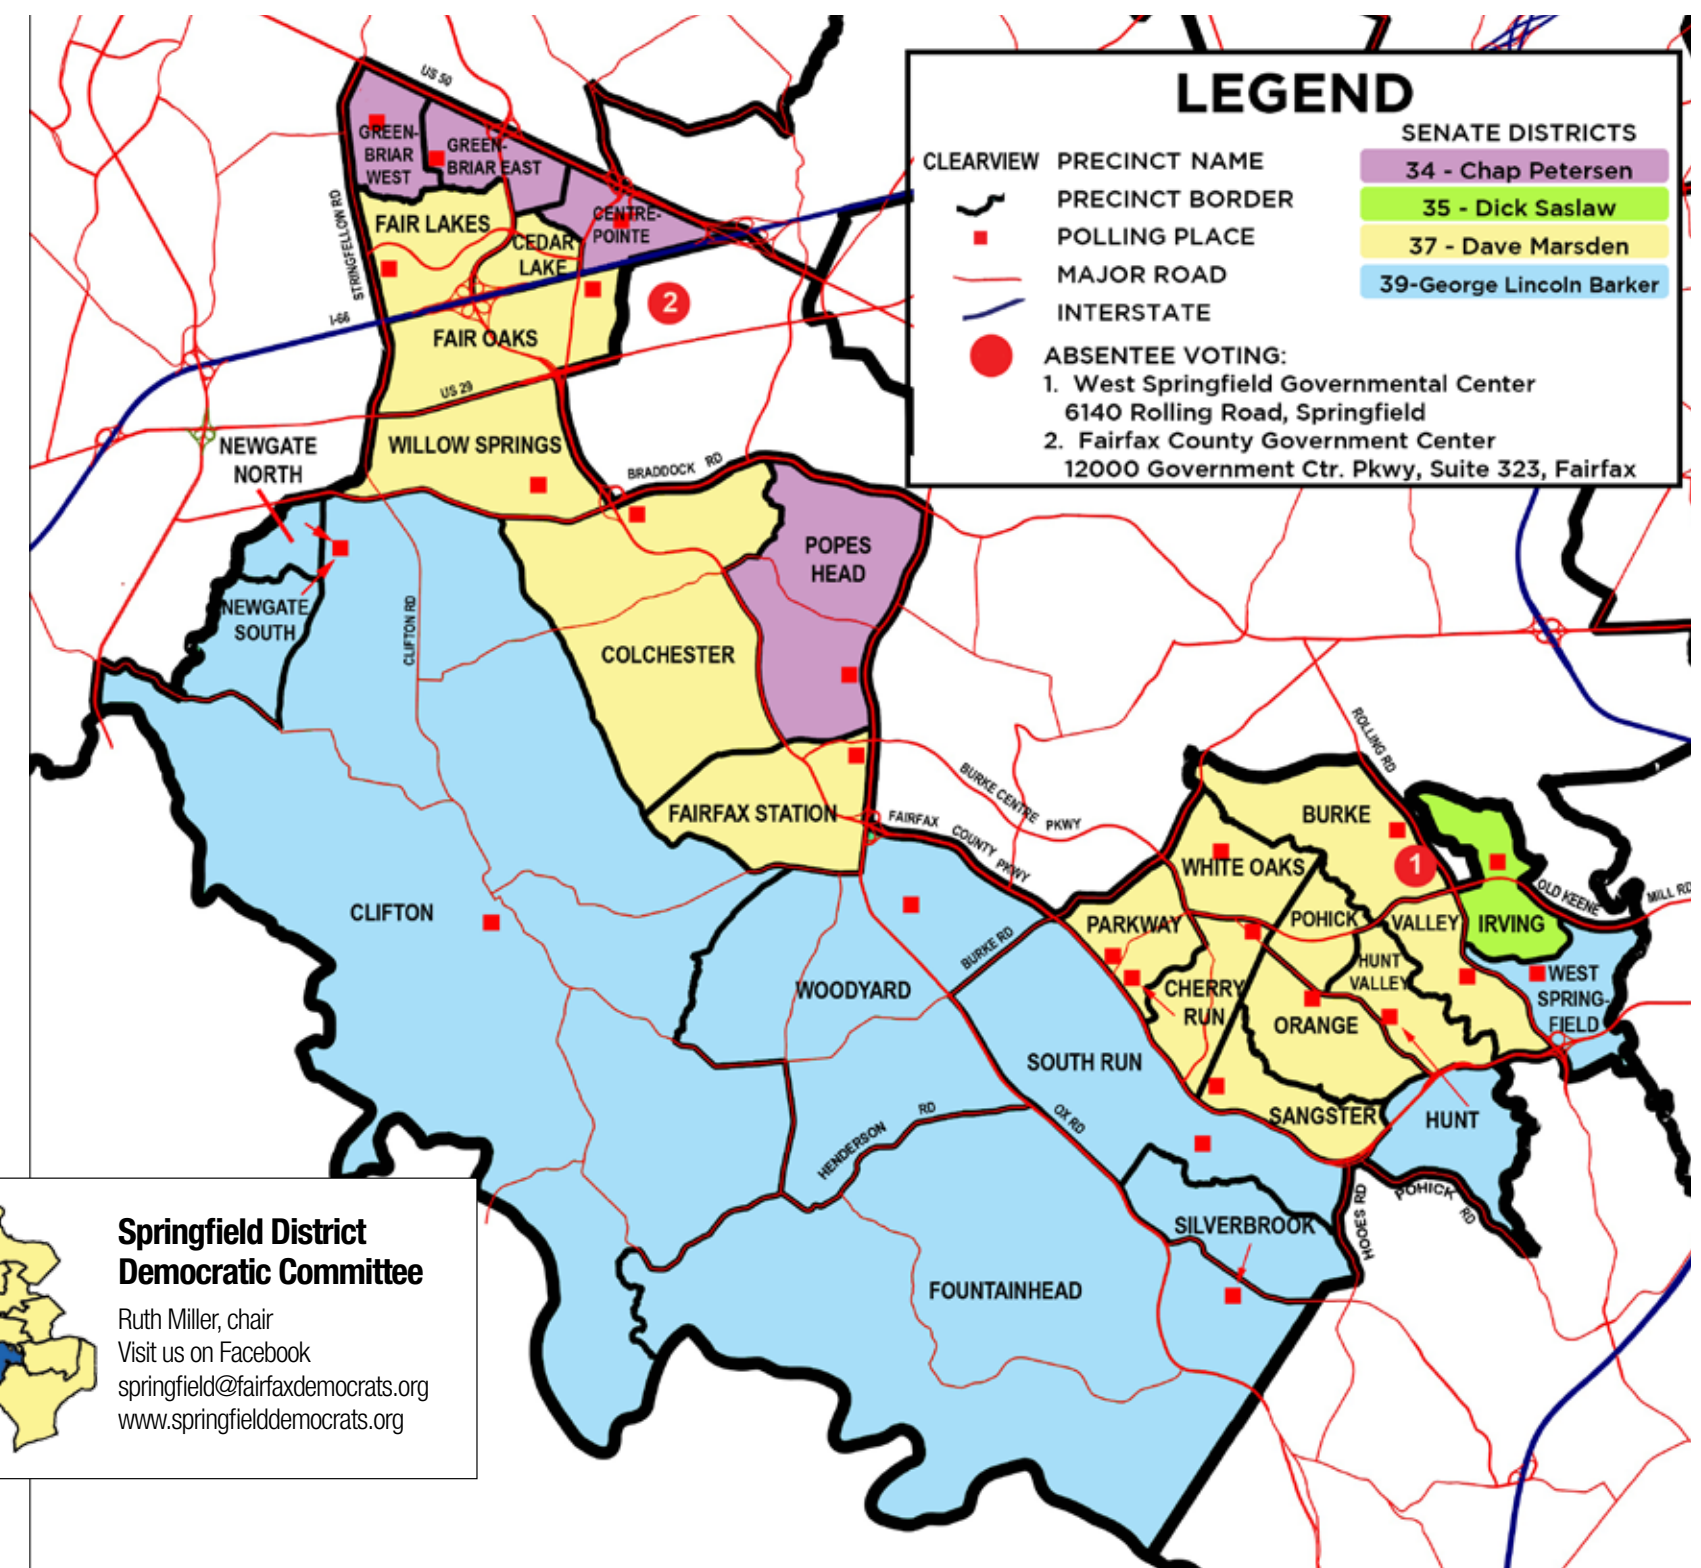 US 50
LEGEND
SENATE DISTRICTS
CLEARVIEW PRECINCT NAME
34 - Chap Petersen
PRECINCT BORDER
35 - Dick Saslaw
POLLING PLACE
37 - Dave Marsden
MAJOR ROAD
39-George Lincoln Barker
INTERSTATE
ABSENTEE VOTING:
1. West Springfield Governmental Center
6140 Rolling Road, Springfield
2. Fairfax County Government Center
12000 Government Ctr. Pkwy, Suite 323, Fairfax
GREEN-
BRIAR
WEST
GREEN-
BRIAR EAST
STRINGFELLOW RD
FAIR LAKES
CENTRE-
POINTE
CEDAR
LAKE
2
I-66
FAIR OAKS
US 29
NEWGATE
NORTH
WILLOW SPRINGS
BRADDOCK RD
POPES
HEAD
NEWGATE
SOUTH
CLIFTON RD
COLCHESTER
ROLLING RD
BURKE CENTRE PKWY
FAIRFAX STATION
FAIRFAX COUNTY PKWY
BURKE
1
WHITE OAKS
OLD KEENE MILL RD
CLIFTON
PARKWAY
POHICK
VALLEY
IRVING
BURKE RD
WOODYARD
HUNT
VALLEY
CHERRY
RUN
WEST
SPRING-
FIELD
ORANGE
SOUTH RUN
SANGSTER
HUNT
HENDERSON RD
OX RD
HOOES RD
POHICK RD
SILVERBROOK
FOUNTAINHEAD
Springfield District
Democratic Committee
Ruth Miller, chair
Visit us on Facebook
springfield@fairfaxdemocrats.org
www.springfielddemocrats.org